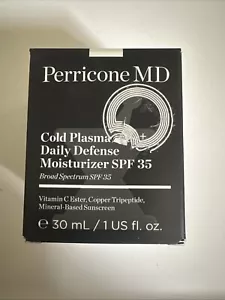 Perricone MD
Cold Plasma Plus+
Daily Defense
Moisturizer SPF 35
Broad Spectrum SPF 35
Vitamin C Ester, Copper Tripeptide,
Mineral-Based Sunscreen
℮ 30 mL / 1 US fl. oz.